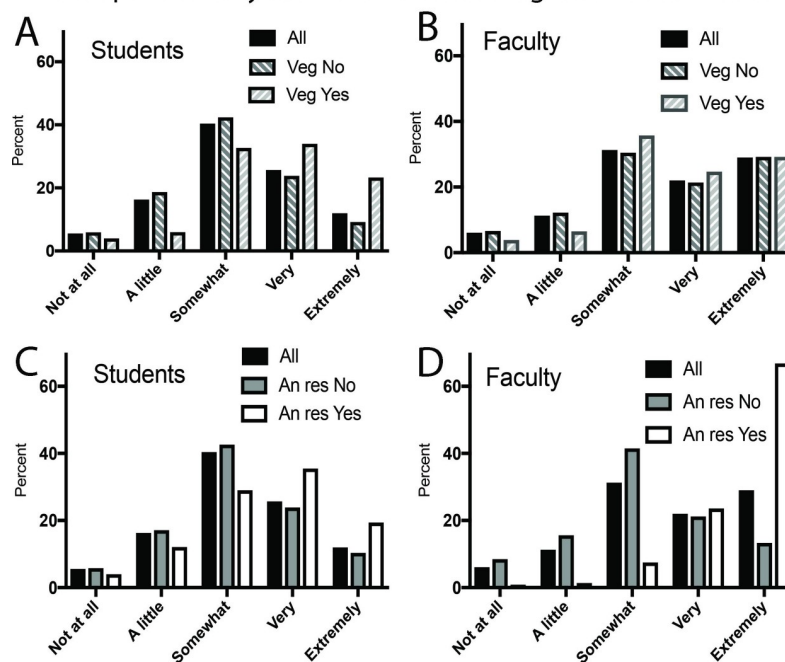 A
Students
All
Veg No
Veg Yes
Percent
60
40
20
0
Not at all
A little
Somewhat
Very
Extremely
B
Faculty
All
Veg No
Veg Yes
Percent
60
40
20
0
Not at all
A little
Somewhat
Very
Extremely
C
Students
All
An res No
An res Yes
Percent
60
40
20
0
Not at all
A little
Somewhat
Very
Extremely
D
Faculty
All
An res No
An res Yes
Percent
60
40
20
0
Not at all
A little
Somewhat
Very
Extremely